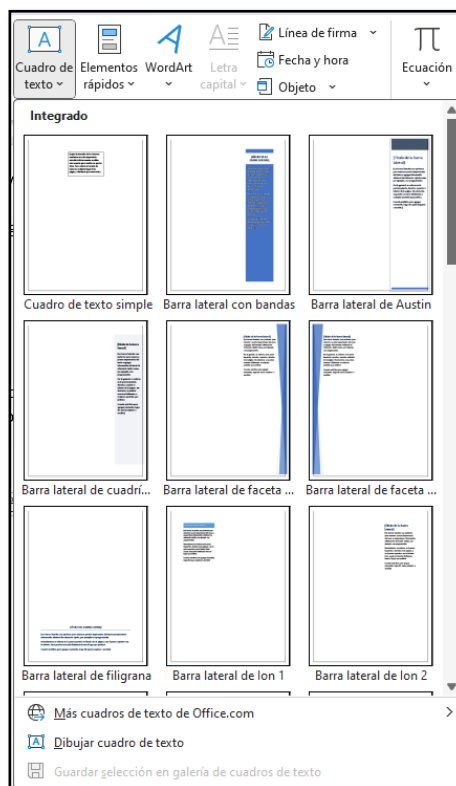 Línea de firma
Fecha y hora
Objeto
Cuadro de texto
Elementos rápidos
WordArt
Letra capital
Ecuación
Integrado
Cuadro de texto simple
Barra lateral con bandas
Barra lateral de Austin
Barra lateral de cuadrí...
Barra lateral de faceta ...
Barra lateral de faceta ...
Barra lateral de filigrana
Barra lateral de Ion 1
Barra lateral de Ion 2
Más cuadros de texto de Office.com
Dibujar cuadro de texto
Guardar selección en galería de cuadros de texto